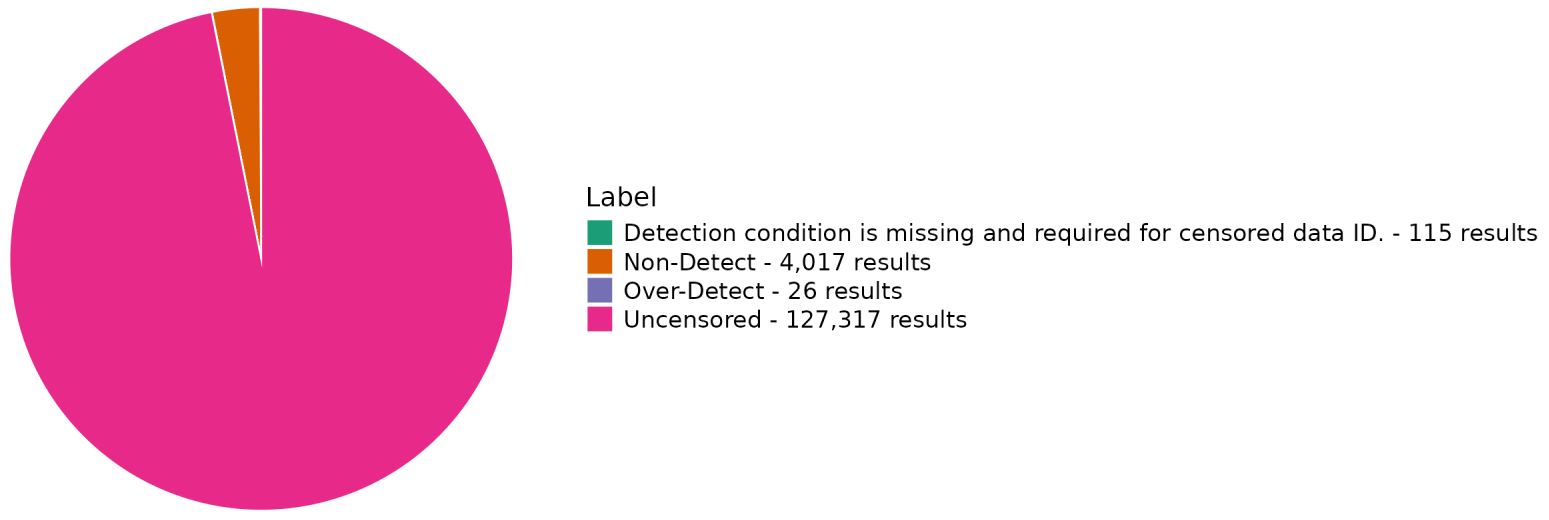 Label
Detection condition is missing and required for censored data ID. - 115 results
Non-Detect - 4,017 results
Over-Detect - 26 results
Uncensored - 127,317 results